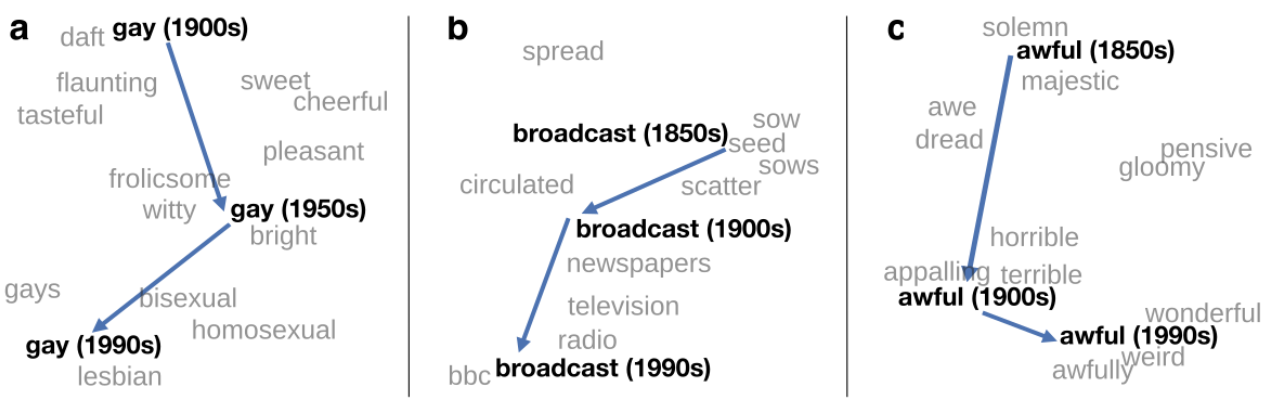 a
daft
gay (1900s)
flaunting
sweet
tasteful
cheerful
pleasant
frolicsome
witty
gay (1950s)
bright
gays
bisexual
homosexual
gay (1990s)
lesbian
b
spread
broadcast (1850s)
sow
seed
sows
circulated
scatter
broadcast (1900s)
newspapers
television
radio
bbc
broadcast (1990s)
c
solemn
awful (1850s)
majestic
awe
dread
pensive
gloomy
horrible
appalling
terrible
awful (1900s)
wonderful
awful (1990s)
weird
awfully